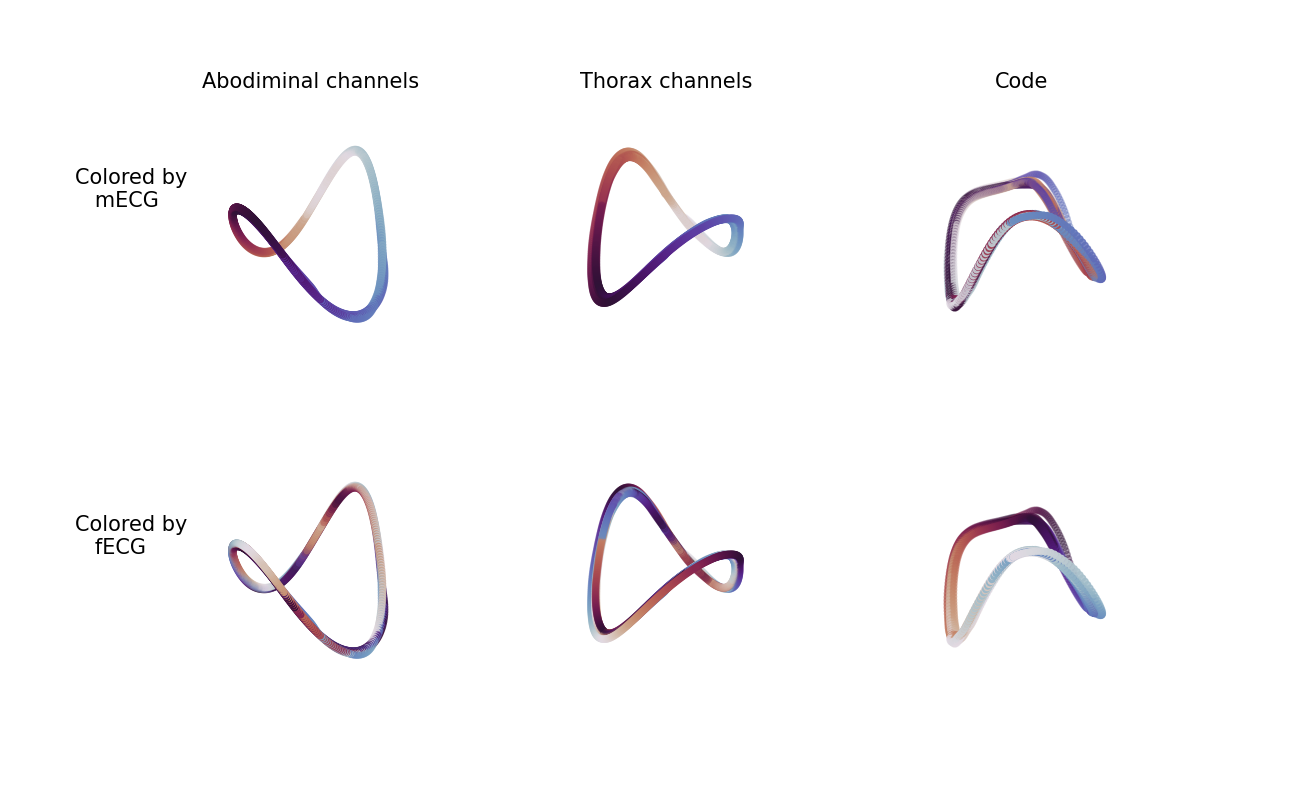 Abodiminal channels
Thorax channels
Code
Colored by
mECG
Colored by
fECG